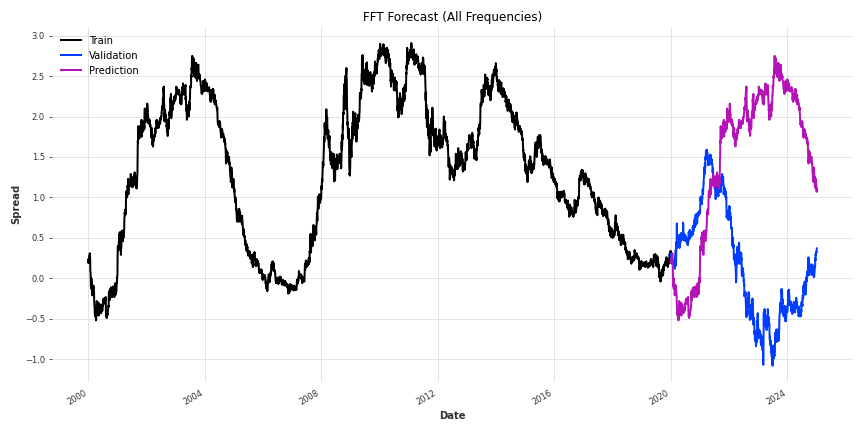 FFT Forecast (All Frequencies)
Train
Validation
Prediction
3.0
2.5
2.0
1.5
1.0
0.5
0.0
−0.5
−1.0
Spread
2000
2004
2008
2012
2016
2020
2024
Date